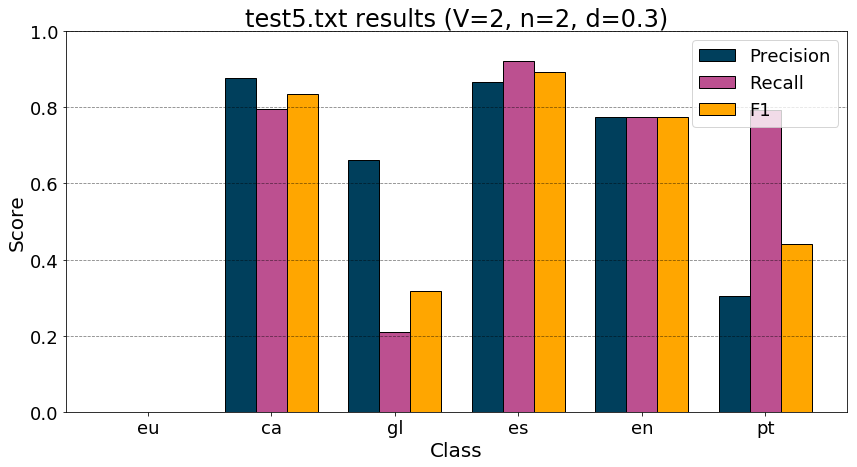 test5.txt results (V=2, n=2, d=0.3)
1.0
0.8
0.6
0.4
0.2
0.0
Score
Precision
Recall
F1
eu ca gl es en pt
Class